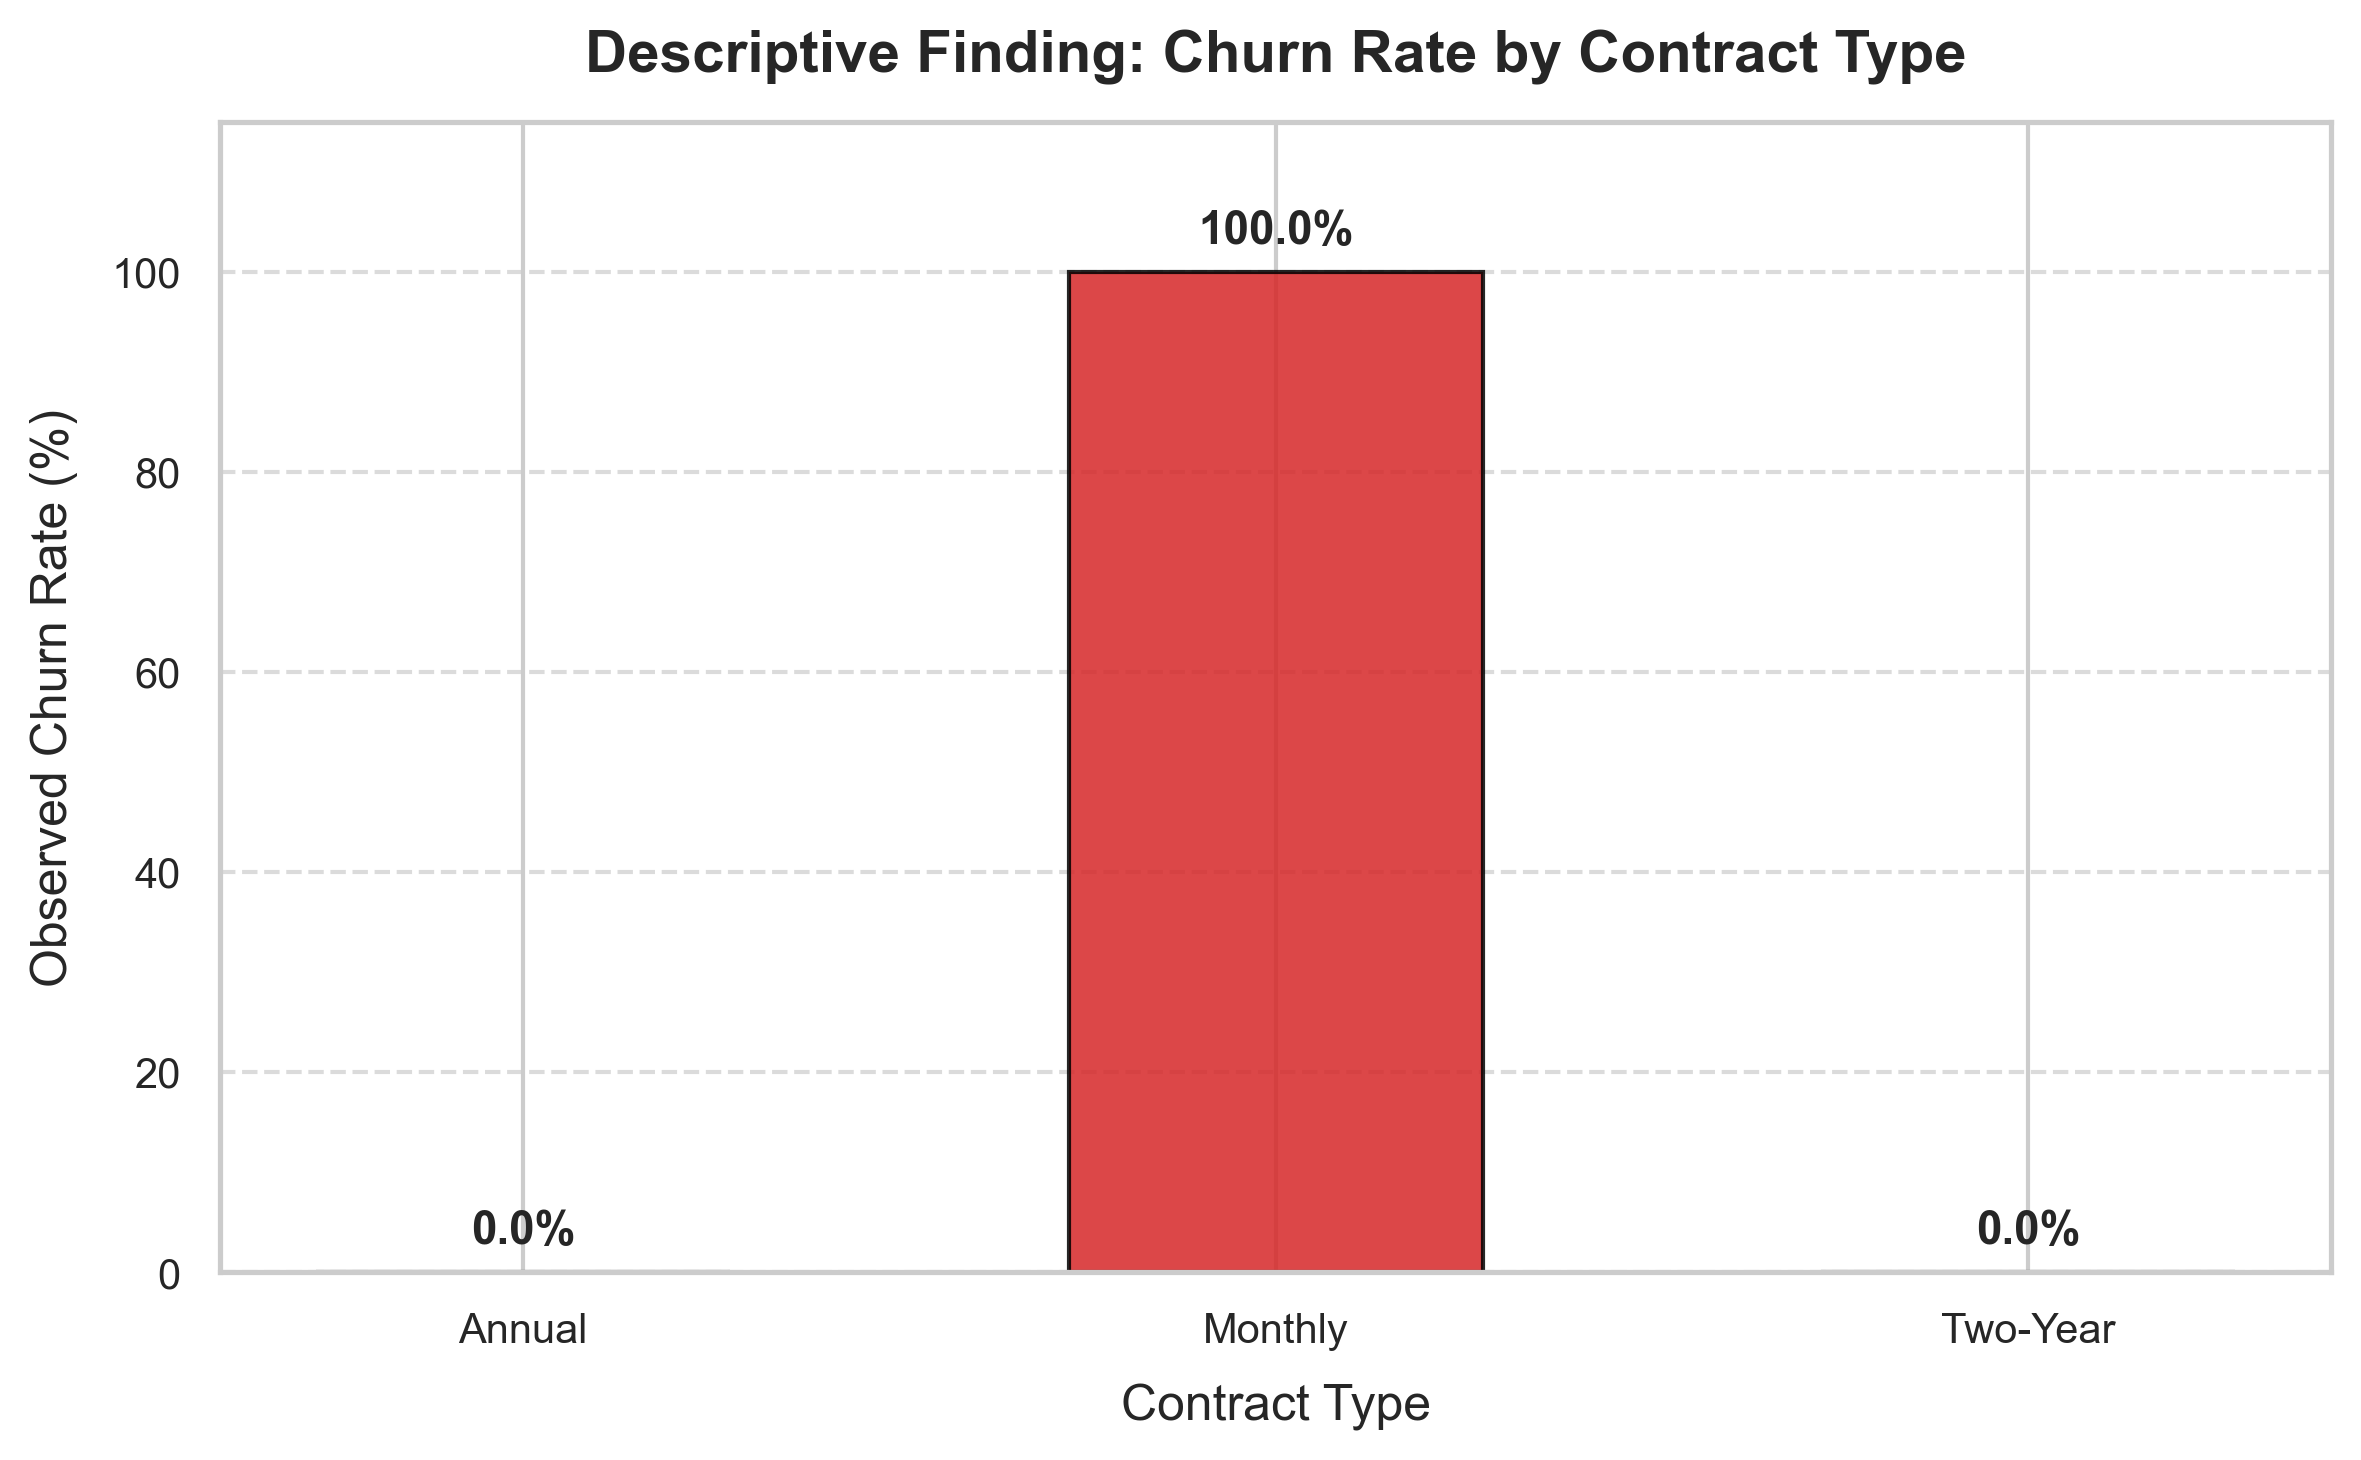 Descriptive Finding: Churn Rate by Contract Type
Observed Churn Rate (%)
100
80
60
40
20
0
0.0%
100.0%
0.0%
Annual
Monthly
Two-Year
Contract Type